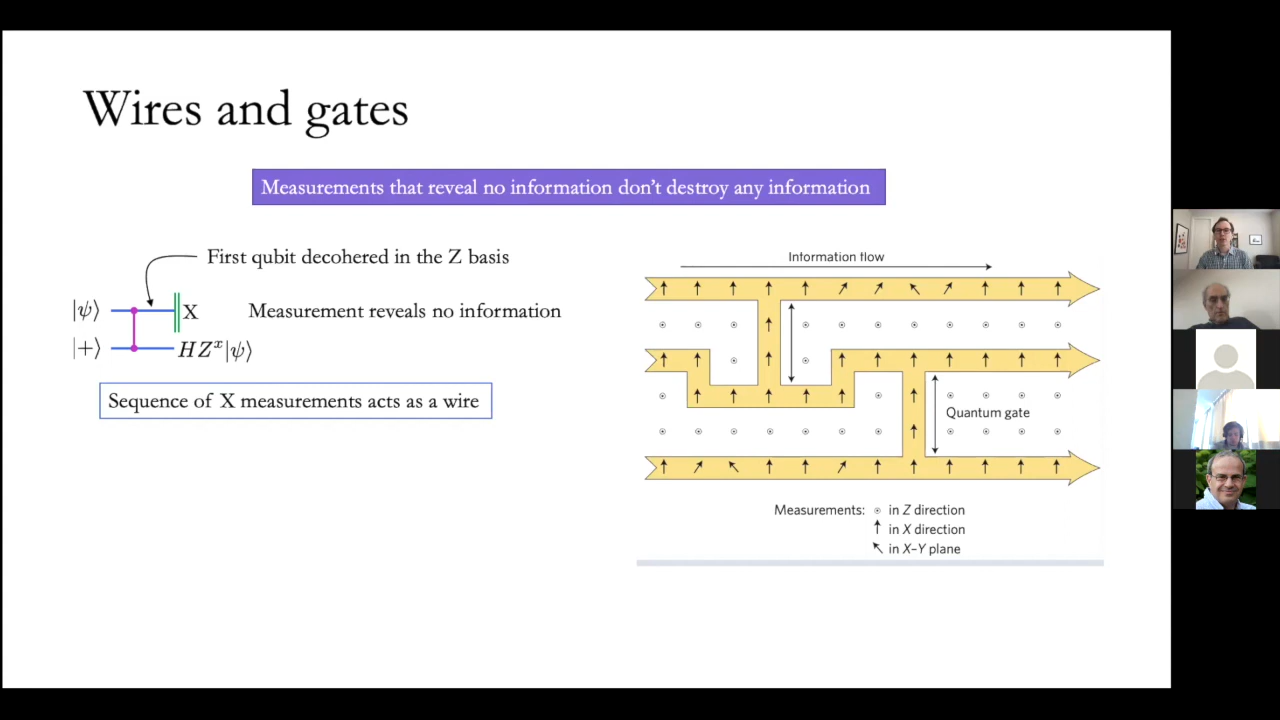 Wires and gates
Measurements that reveal no information don't destroy any information
First qubit decohered in the Z basis
|ψ⟩
X
Measurement reveals no information
|+⟩
HZˣ|ψ⟩
Sequence of X measurements acts as a wire
Information flow
Quantum gate
Measurements: ⊙ in Z direction
↑ in X direction
↖ in X–Y plane